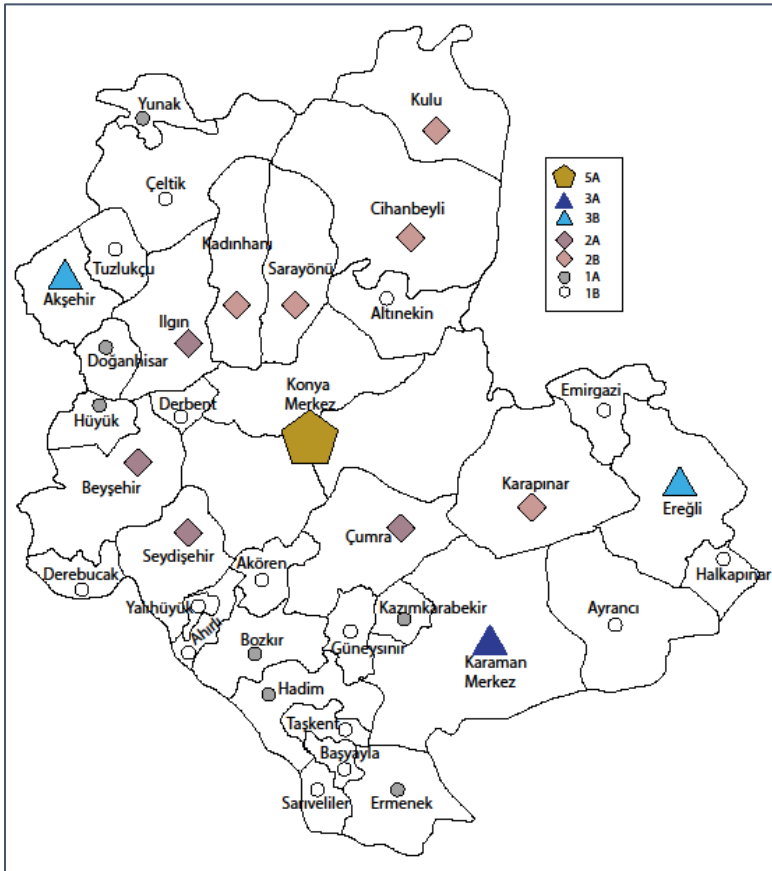 Yunak
Kulu
Çeltik
Cihanbeyli
Kadınhanı
Tuzlukçu
Sarayönü
Akşehir
Altınekin
Ilgın
Doğanhisar
Konya
Merkez
Derbent
Emirgazi
Hüyük
Beyşehir
Karapınar
Ereğli
Çumra
Seydişehir
Akören
Derebucak
Halkapınar
Yalıhüyük
Kazımkarabekir
Ayrancı
Ahırlı
Bozkır
Güneysınır
Karaman
Merkez
Hadim
Taşkent
Başyayla
Sarıveliler
Ermenek
5A
3A
3B
2A
2B
1A
1B